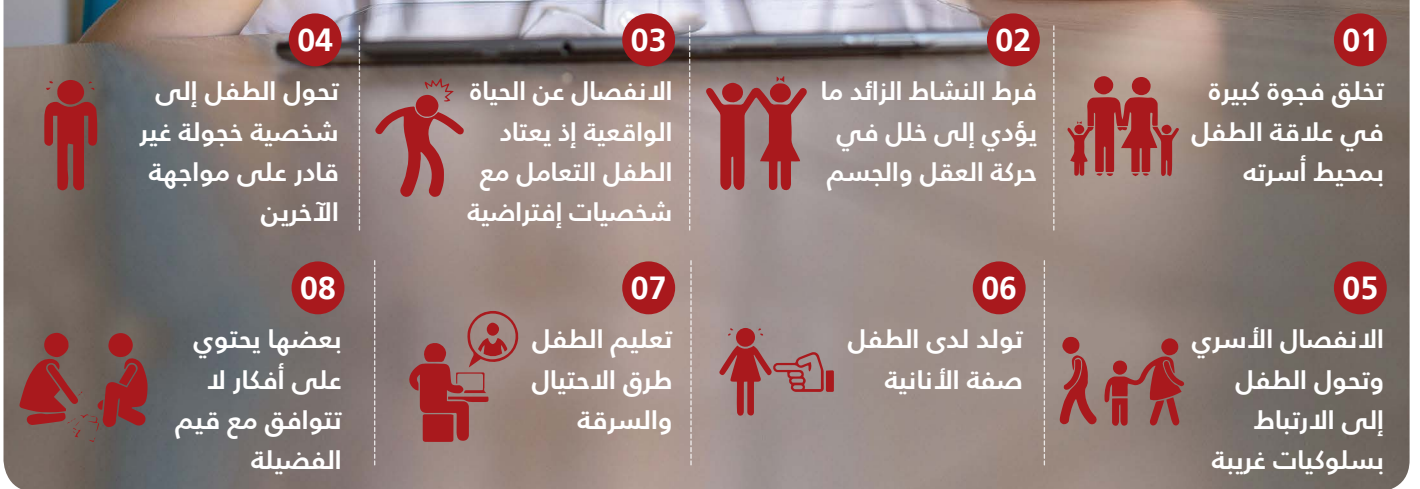 01
تخلق فجوة كبيرة
في علاقة الطفل
بمحيط أسرته
02
فرط النشاط الزائد ما
يؤدي إلى خلل في
حركة العقل والجسم
03
الانفصال عن الحياة
الواقعية إذ يعتاد
الطفل التعامل مع
شخصيات إفتراضية
04
تحول الطفل إلى
شخصية خجولة غير
قادر على مواجهة
الآخرين
05
الانفصال الأسري
وتحول الطفل
إلى الارتباط
بسلوكيات غريبة
06
تولد لدى الطفل
صفة الأنانية
07
تعليم الطفل
طرق الاحتيال
والسرقة
08
بعضها يحتوي
على أفكار لا
تتوافق مع قيم
الفضيلة